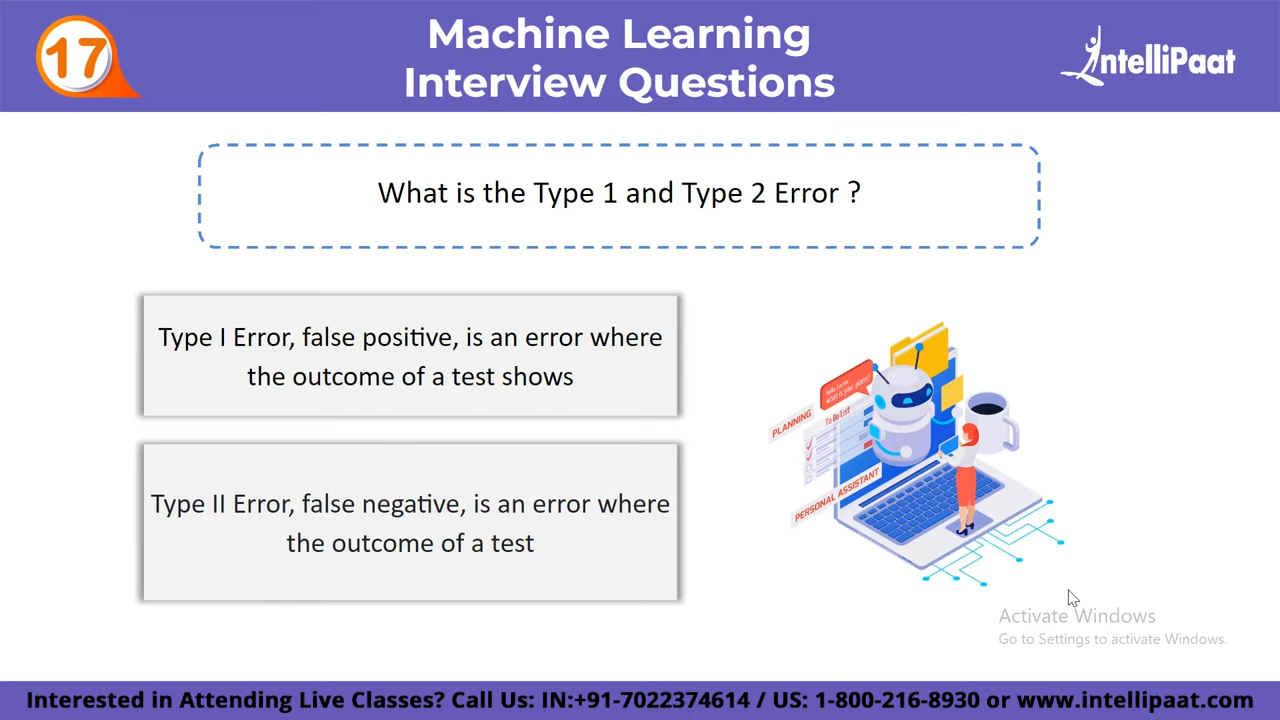 17
Machine Learning
Interview Questions
IntelliPaat
What is the Type 1 and Type 2 Error ?
Type I Error, false positive, is an error where
the outcome of a test shows
Type II Error, false negative, is an error where
the outcome of a test
To Do List
PLANNING
PERSONAL ASSISTANT
Activate Windows
Go to Settings to activate Windows.
Interested in Attending Live Classes? Call Us: IN:+91-7022374614 / US: 1-800-216-8930 or www.intellipaat.com